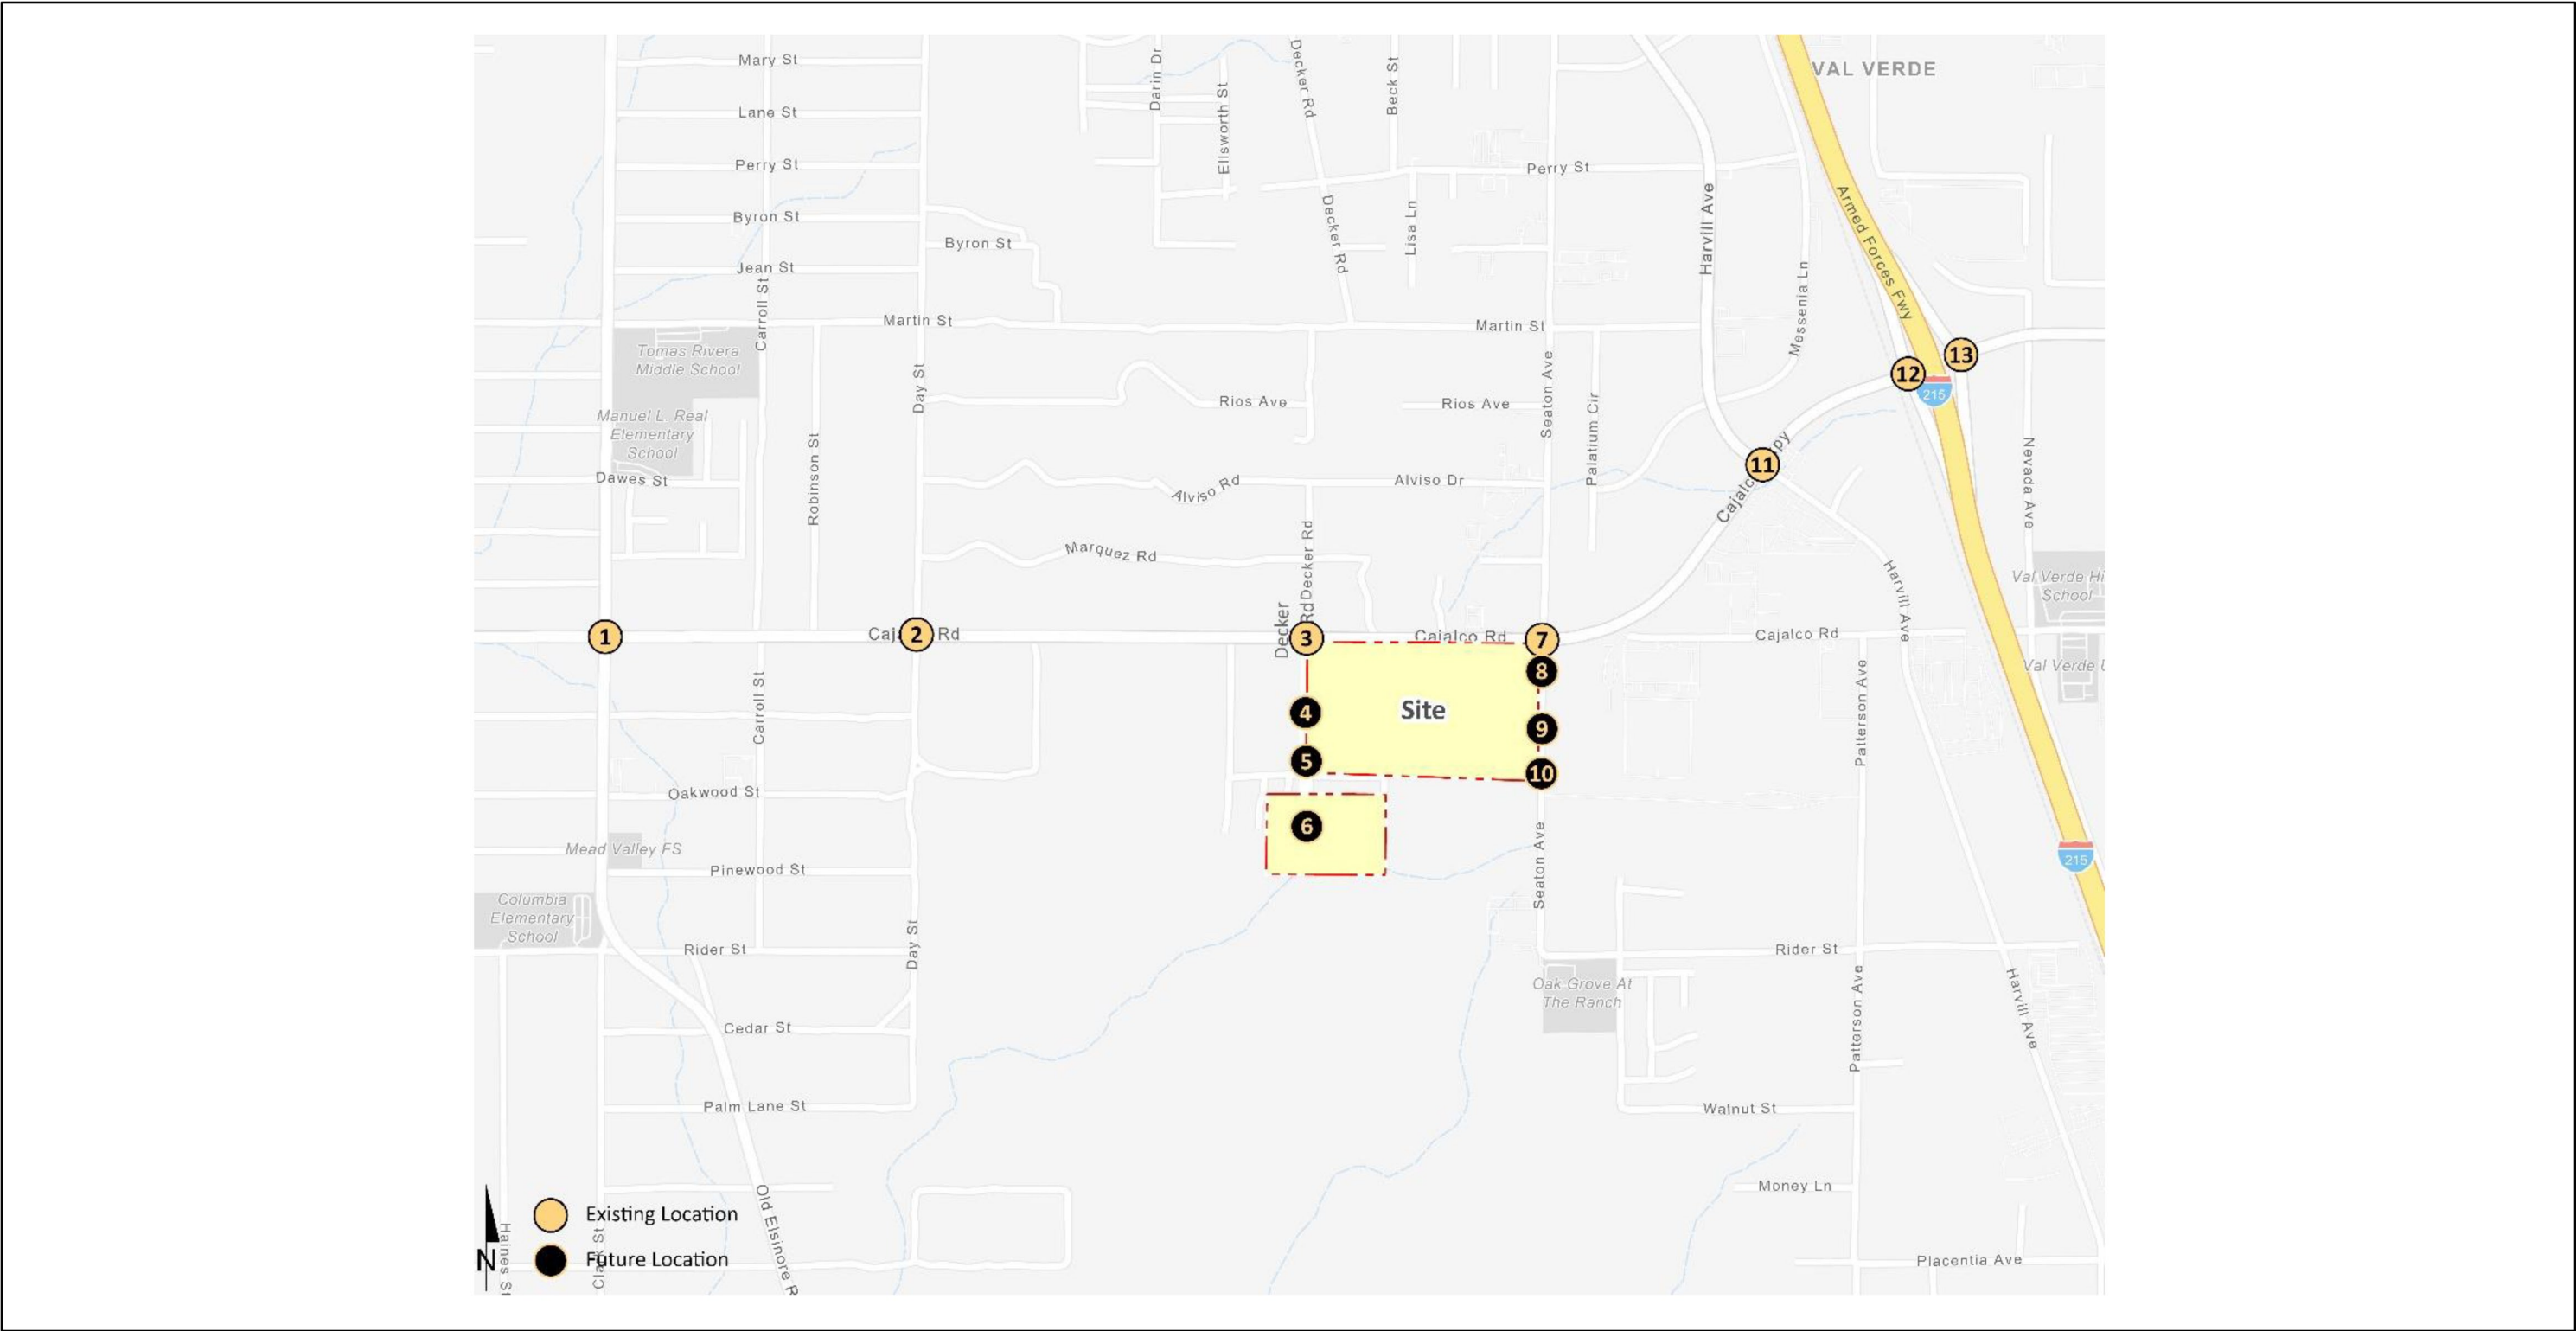 Mary St
Lane St
Perry St
Byron St
Jean St
Carroll St
Byron St
Martin St
Darin Dr
Ellsworth St
Decker Rd
Beck St
Decker Rd
Lisa Ln
Perry St
Martin St
Harvill Ave
Messenia Ln
Armed Forces Fwy
VAL VERDE
Tomas Rivera
Middle School
Manuel L. Real
Elementary
School
Dawes St
Robinson St
Day St
Rios Ave
Rios Ave
Seaton Ave
Palatium Cir
Alviso Rd
Alviso Dr
Marquez Rd
Decker Rd
Decker
Rd
12
13
215
11
Nevada Ave
Harvill Ave
Val Verde Hi
School
1
2
Rd
3
Cajalco Rd
7
Cajalco Rd
Val Verde
8
4
Site
9
5
10
6
Carroll St
Oakwood St
Mead Valley FS
Pinewood St
Columbia
Elementary
School
Rider St
Day St
Cedar St
Palm Lane St
Seaton Ave
Patterson Ave
215
Rider St
Oak Grove At
The Ranch
Patterson Ave
Harvill Ave
Walnut St
Money Ln
Placentia Ave
Old Elsinore R
Haines St
N
Existing Location
Future Location